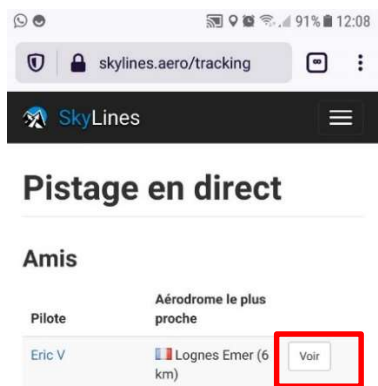 91% 12:08
skylines.aero/tracking
∞
SkyLines
Pistage en direct
Amis
Pilote
Aérodrome le plus proche
Eric V
Lognes Emer (6 km)
Voir